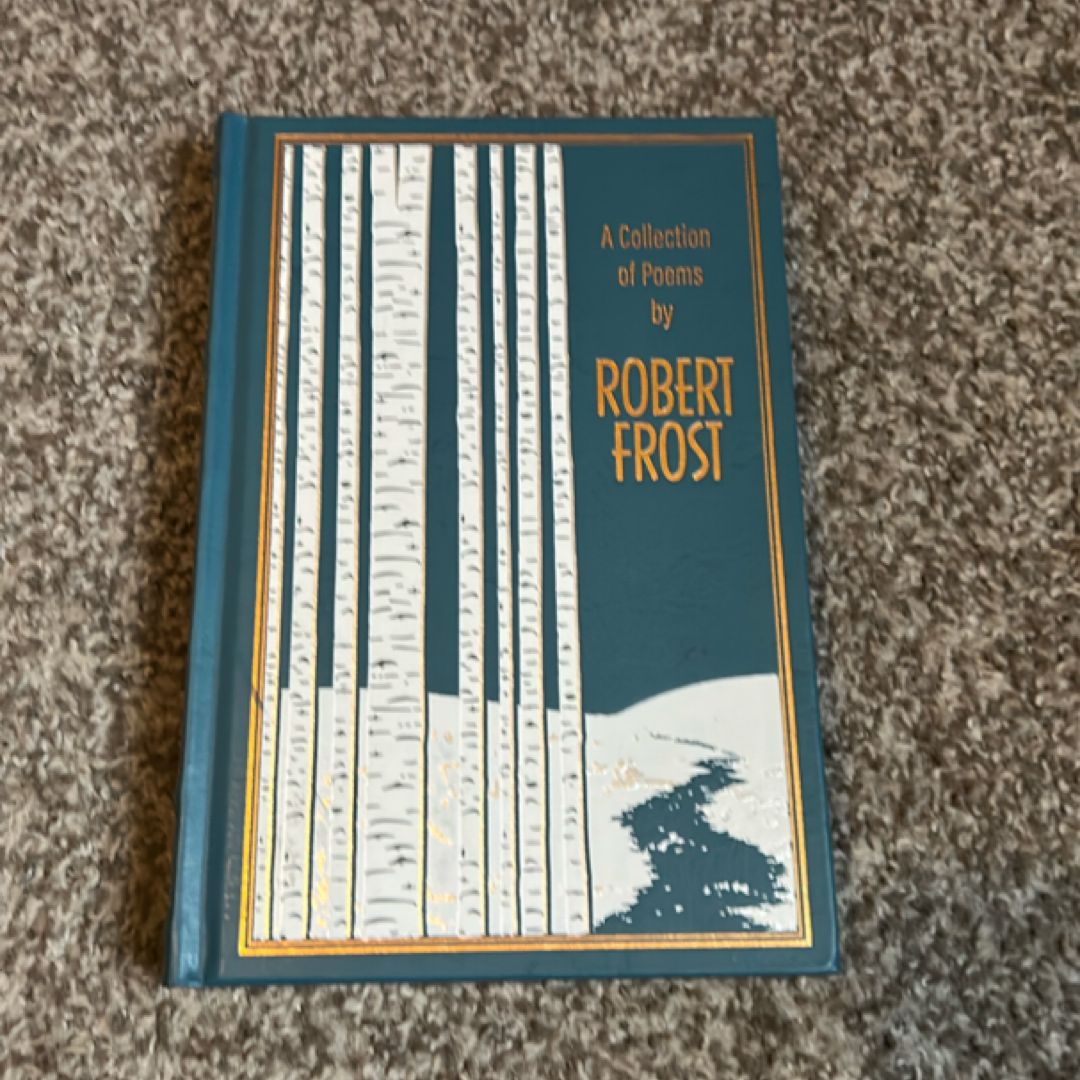 A Collection
of Poems
by
ROBERT
FROST